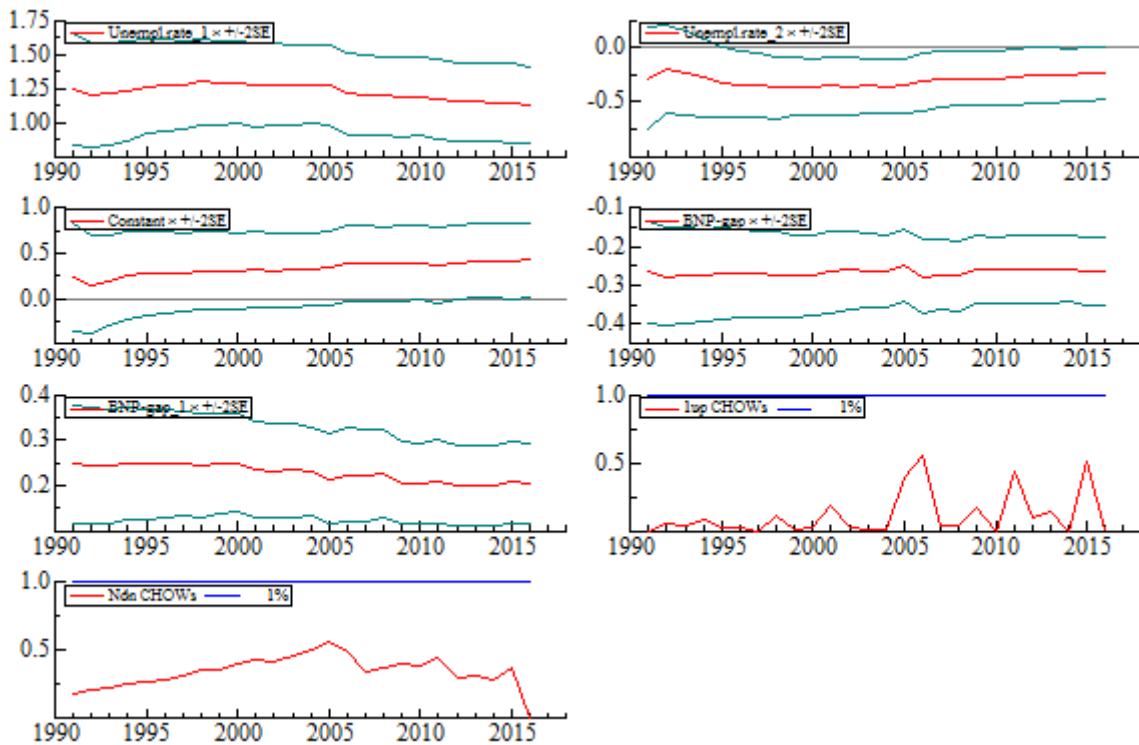 1.75
Unempl.rate_1 × +/-2SE
1.50
1.25
1.00
1990 1995 2000 2005 2010 2015
Unempl.rate_2 × +/-2SE
0.0
-0.5
1990 1995 2000 2005 2010 2015
1.0
Constant × +/-2SE
0.5
0.0
1990 1995 2000 2005 2010 2015
-0.1
BNP-gap × +/-2SE
-0.2
-0.3
-0.4
1990 1995 2000 2005 2010 2015
0.4
BNP-gap_1 × +/-2SE
0.3
0.2
1990 1995 2000 2005 2010 2015
1.0
1up CHOWs 1%
0.5
1990 1995 2000 2005 2010 2015
1.0
Ndn CHOWs 1%
0.5
1990 1995 2000 2005 2010 2015